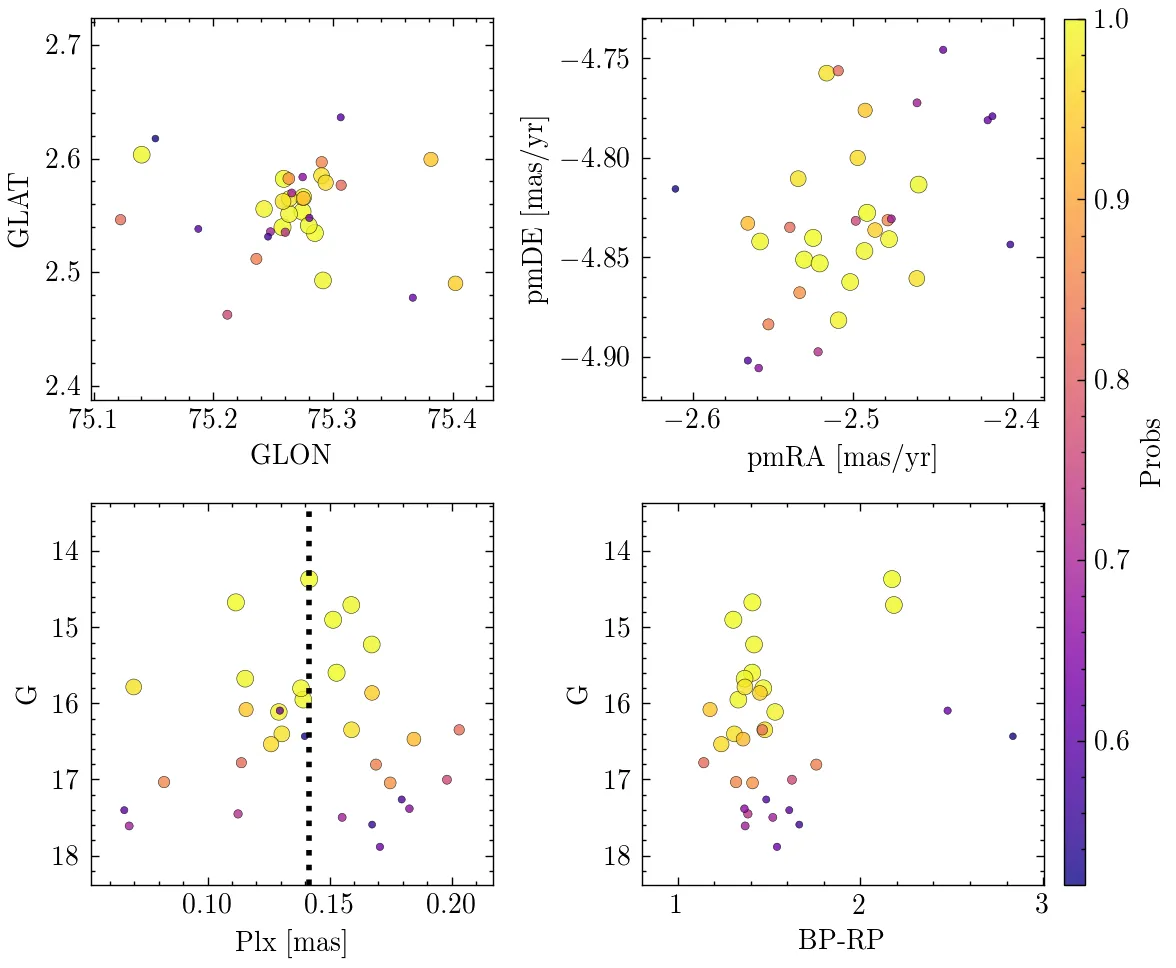 2.7
2.6
2.5
2.4
GLAT
75.1 75.2 75.3 75.4
GLON
−4.75
−4.80
−4.85
−4.90
pmDE [mas/yr]
−2.6 −2.5 −2.4
pmRA [mas/yr]
1.0
0.9
0.8
0.7
0.6
Probs
14
15
16
17
18
G
0.10 0.15 0.20
Plx [mas]
14
15
16
17
18
G
1 2 3
BP-RP